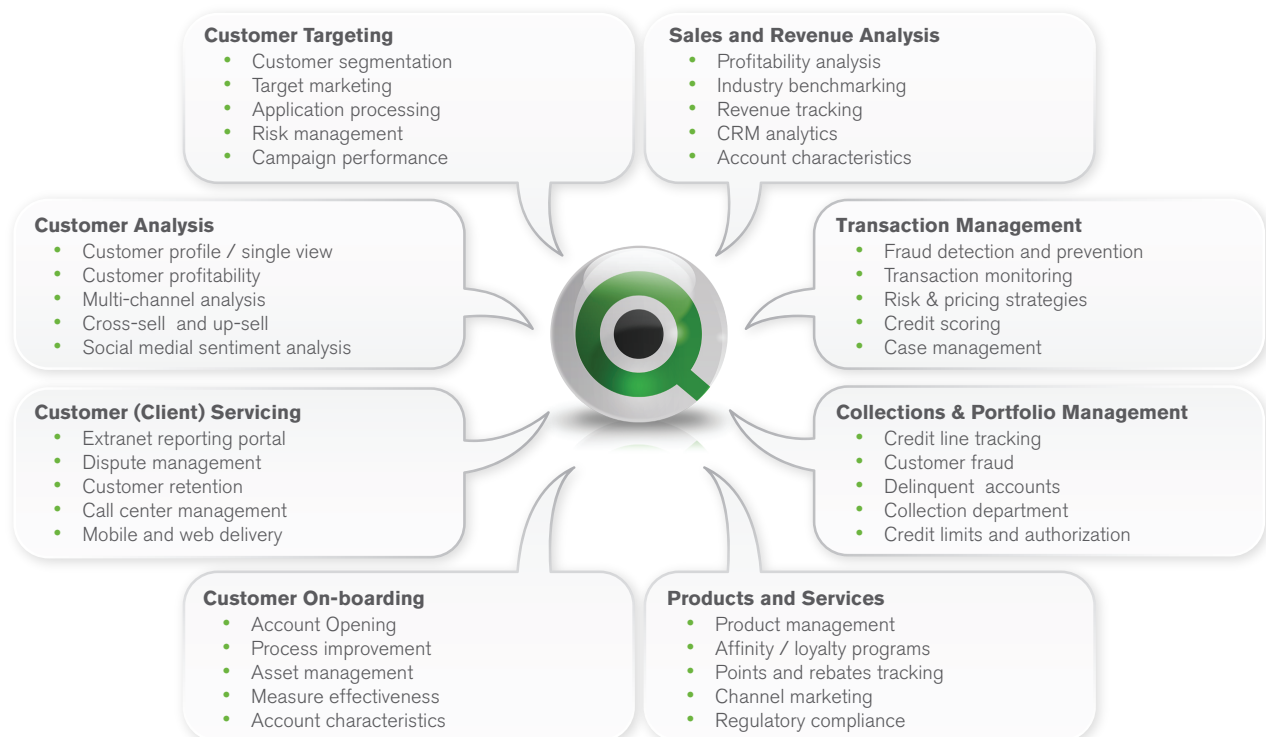 Customer Targeting
• Customer segmentation
• Target marketing
• Application processing
• Risk management
• Campaign performance
Sales and Revenue Analysis
• Profitability analysis
• Industry benchmarking
• Revenue tracking
• CRM analytics
• Account characteristics
Customer Analysis
• Customer profile / single view
• Customer profitability
• Multi-channel analysis
• Cross-sell and up-sell
• Social medial sentiment analysis
Transaction Management
• Fraud detection and prevention
• Transaction monitoring
• Risk & pricing strategies
• Credit scoring
• Case management
Customer (Client) Servicing
• Extranet reporting portal
• Dispute management
• Customer retention
• Call center management
• Mobile and web delivery
Collections & Portfolio Management
• Credit line tracking
• Customer fraud
• Delinquent accounts
• Collection department
• Credit limits and authorization
Customer On-boarding
• Account Opening
• Process improvement
• Asset management
• Measure effectiveness
• Account characteristics
Products and Services
• Product management
• Affinity / loyalty programs
• Points and rebates tracking
• Channel marketing
• Regulatory compliance